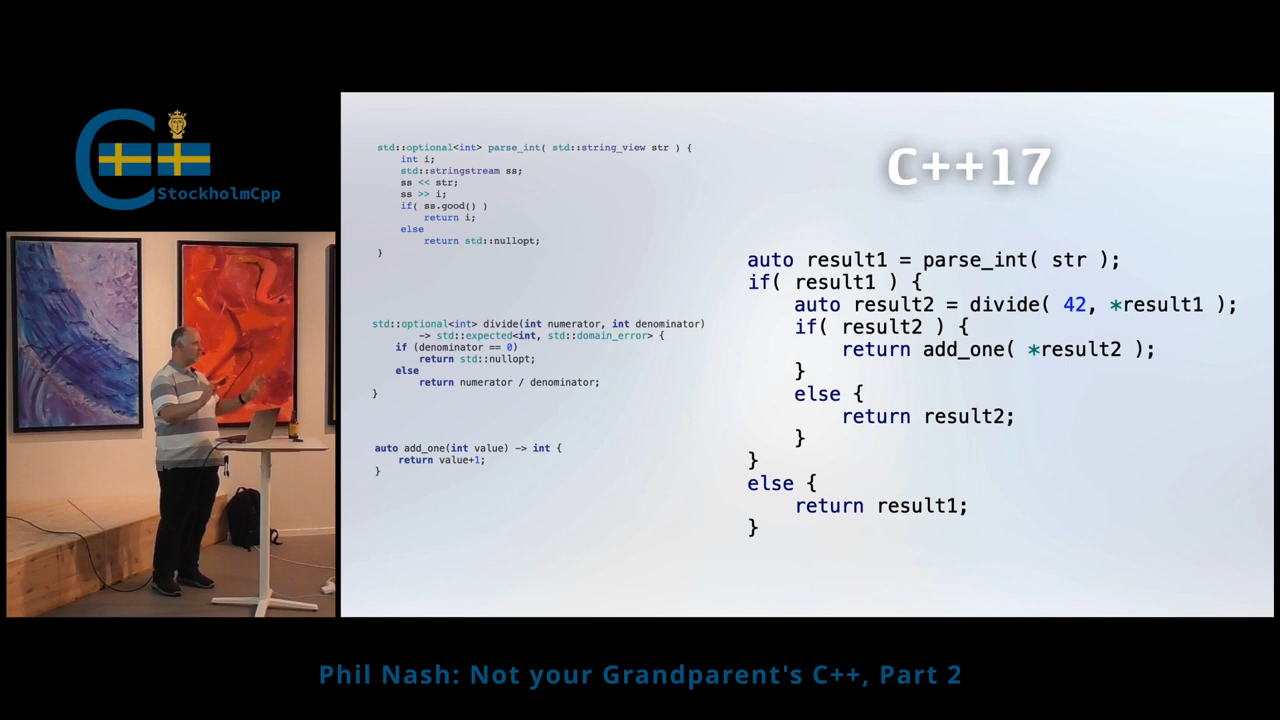 StockholmCpp
std::optional<int> parse_int( std::string_view str ) {
    int i;
    std::stringstream ss;
    ss << str;
    ss >> i;
    if( ss.good() )
        return i;
    else
        return std::nullopt;
}
std::optional<int> divide(int numerator, int denominator)
        -> std::expected<int, std::domain_error> {
    if (denominator == 0)
        return std::nullopt;
    else
        return numerator / denominator;
}
auto add_one(int value) -> int {
    return value+1;
}
C++17
auto result1 = parse_int( str );
if( result1 ) {
    auto result2 = divide( 42, *result1 );
    if( result2 ) {
        return add_one( *result2 );
    }
    else {
        return result2;
    }
}
else {
    return result1;
}
Phil Nash: Not your Grandparent's C++, Part 2